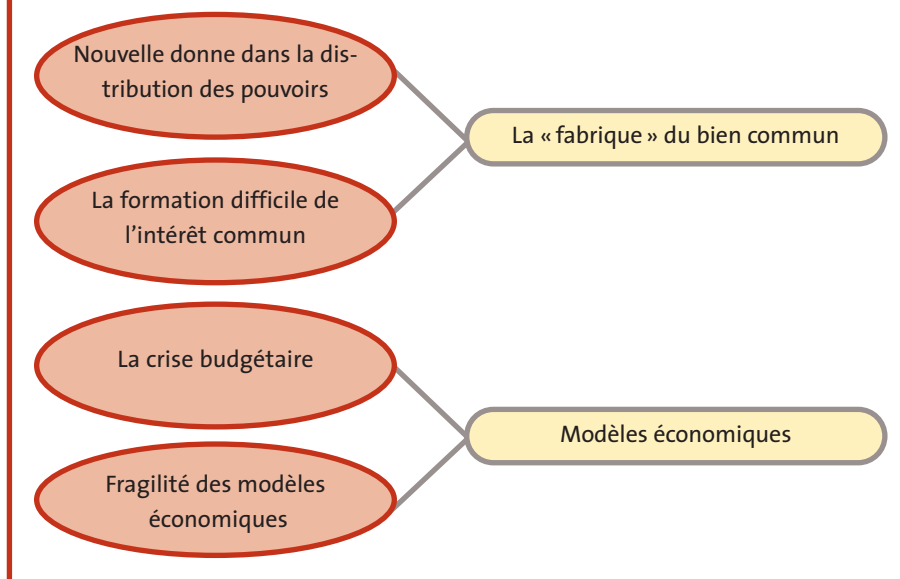 Nouvelle donne dans la dis-
tribution des pouvoirs
La « fabrique » du bien commun
La formation difficile de
l'intérêt commun
La crise budgétaire
Modèles économiques
Fragilité des modèles
économiques